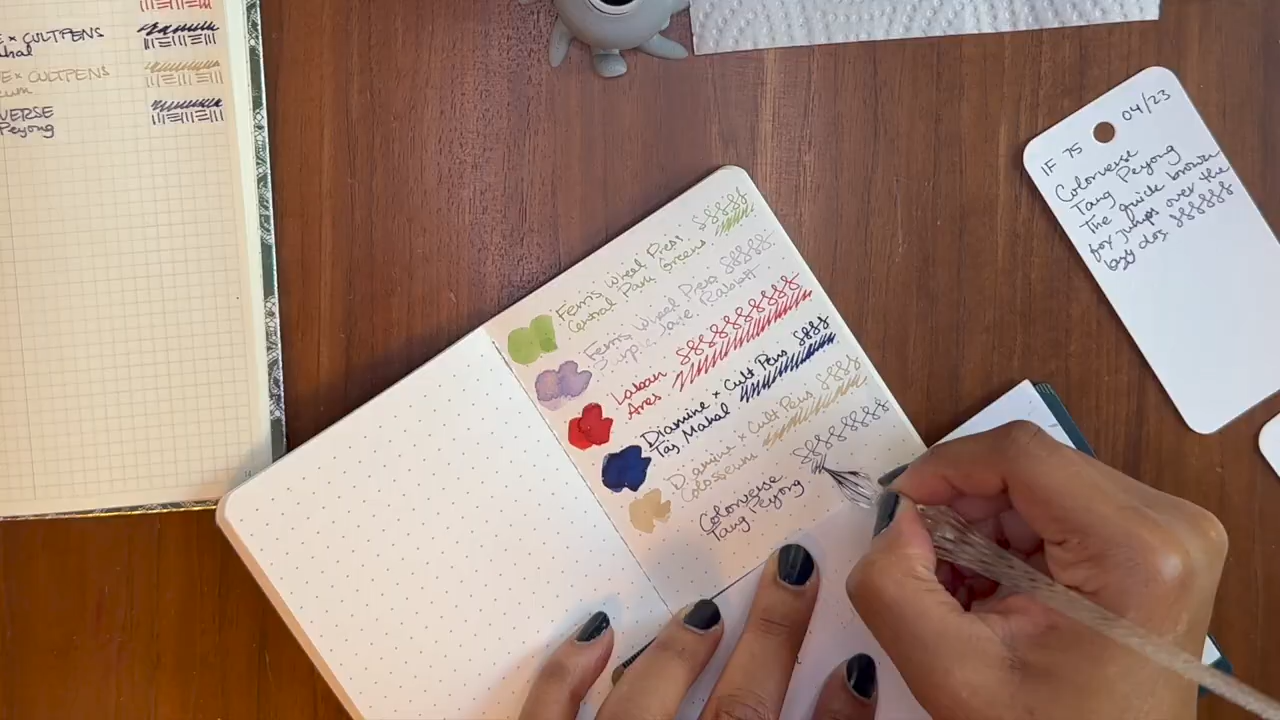 x CULTPENS
x CULTPENS
VERSE
Peyong
Ferris Wheel Press
Central Park Greens
Ferris Wheel Press
Purple Jade Rabbit
Laban
Ares
Diamine x Cult Pens
Taj Mahal
Diamine x Cult Pens
Colosseum
Colorverse
Tang Peyong
IF 75 04/23
Colorverse
Tang Peyong
The quick brown
fox jumps over the
lazy dog